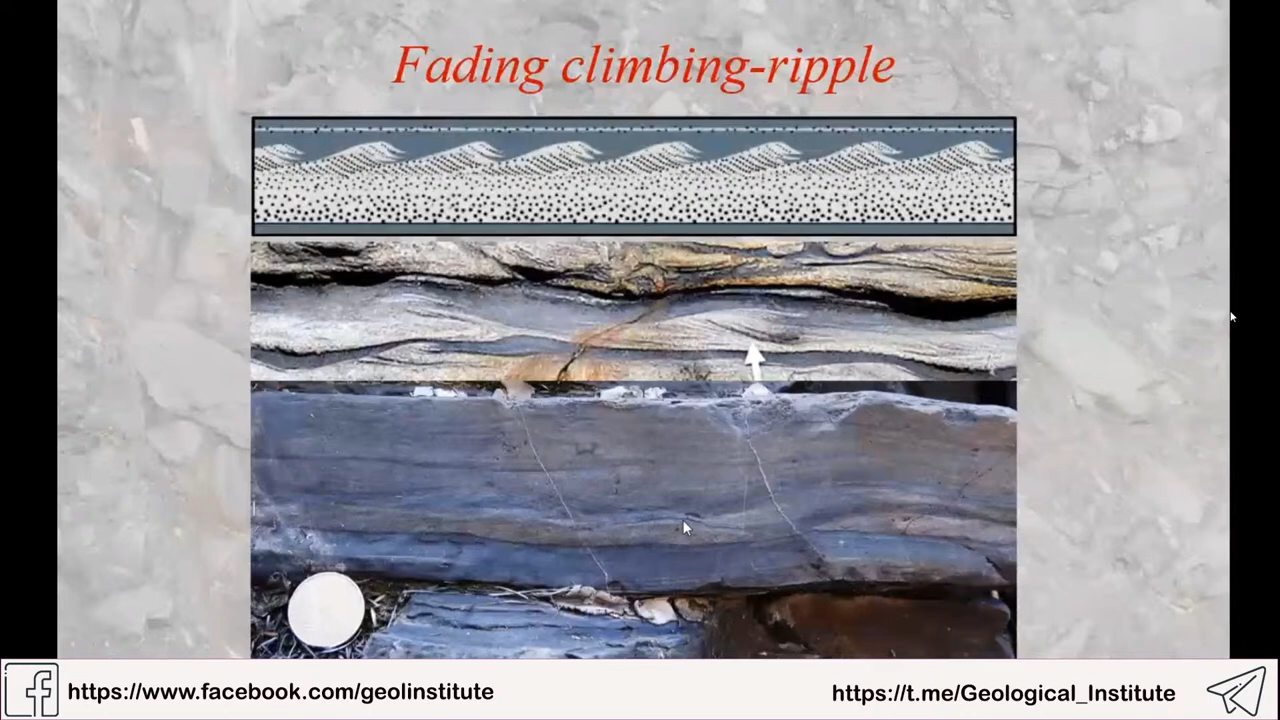 Fading climbing-ripple
https://www.facebook.com/geolinstitute
https://t.me/Geological_Institute